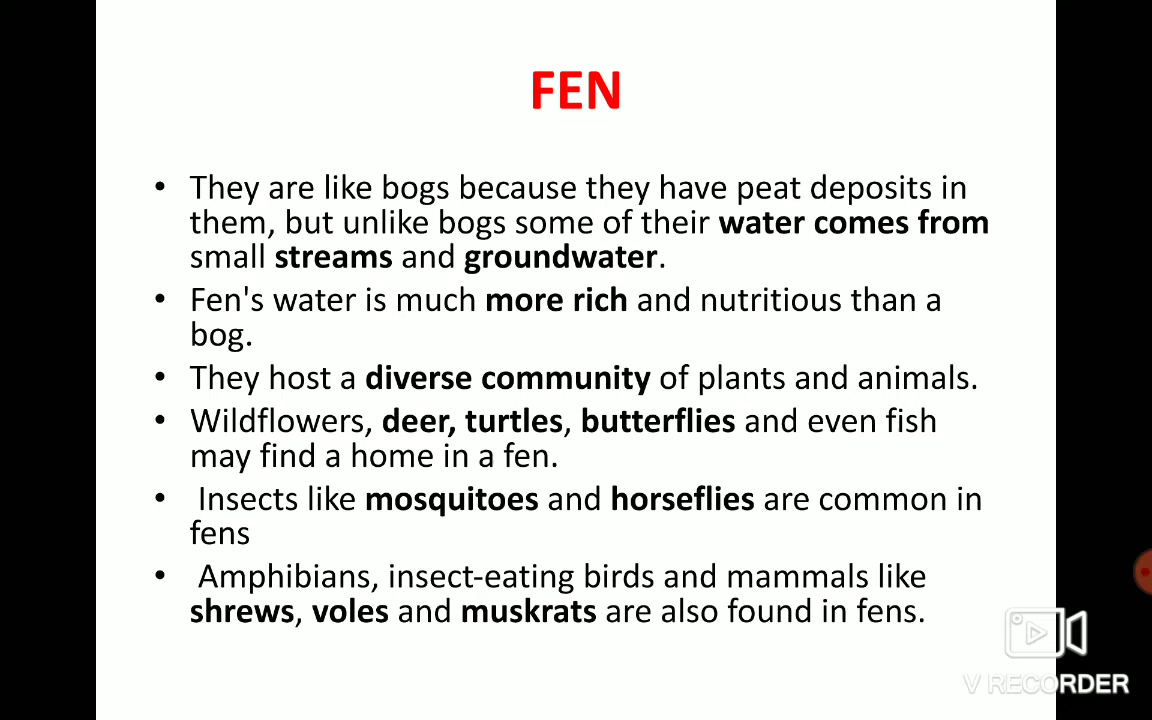 FEN
• They are like bogs because they have peat deposits in
them, but unlike bogs some of their water comes from
small streams and groundwater.
• Fen's water is much more rich and nutritious than a
bog.
• They host a diverse community of plants and animals.
• Wildflowers, deer, turtles, butterflies and even fish
may find a home in a fen.
• Insects like mosquitoes and horseflies are common in
fens
• Amphibians, insect-eating birds and mammals like
shrews, voles and muskrats are also found in fens.
V RECORDER